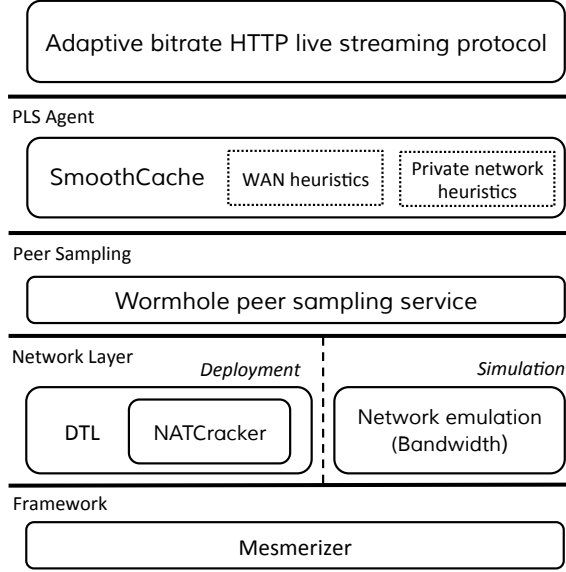 Adaptive bitrate HTTP live streaming protocol
PLS Agent
SmoothCache
WAN heuristics
Private network
heuristics
Peer Sampling
Wormhole peer sampling service
Network Layer
Deployment
Simulation
DTL
NATCracker
Network emulation
(Bandwidth)
Framework
Mesmerizer